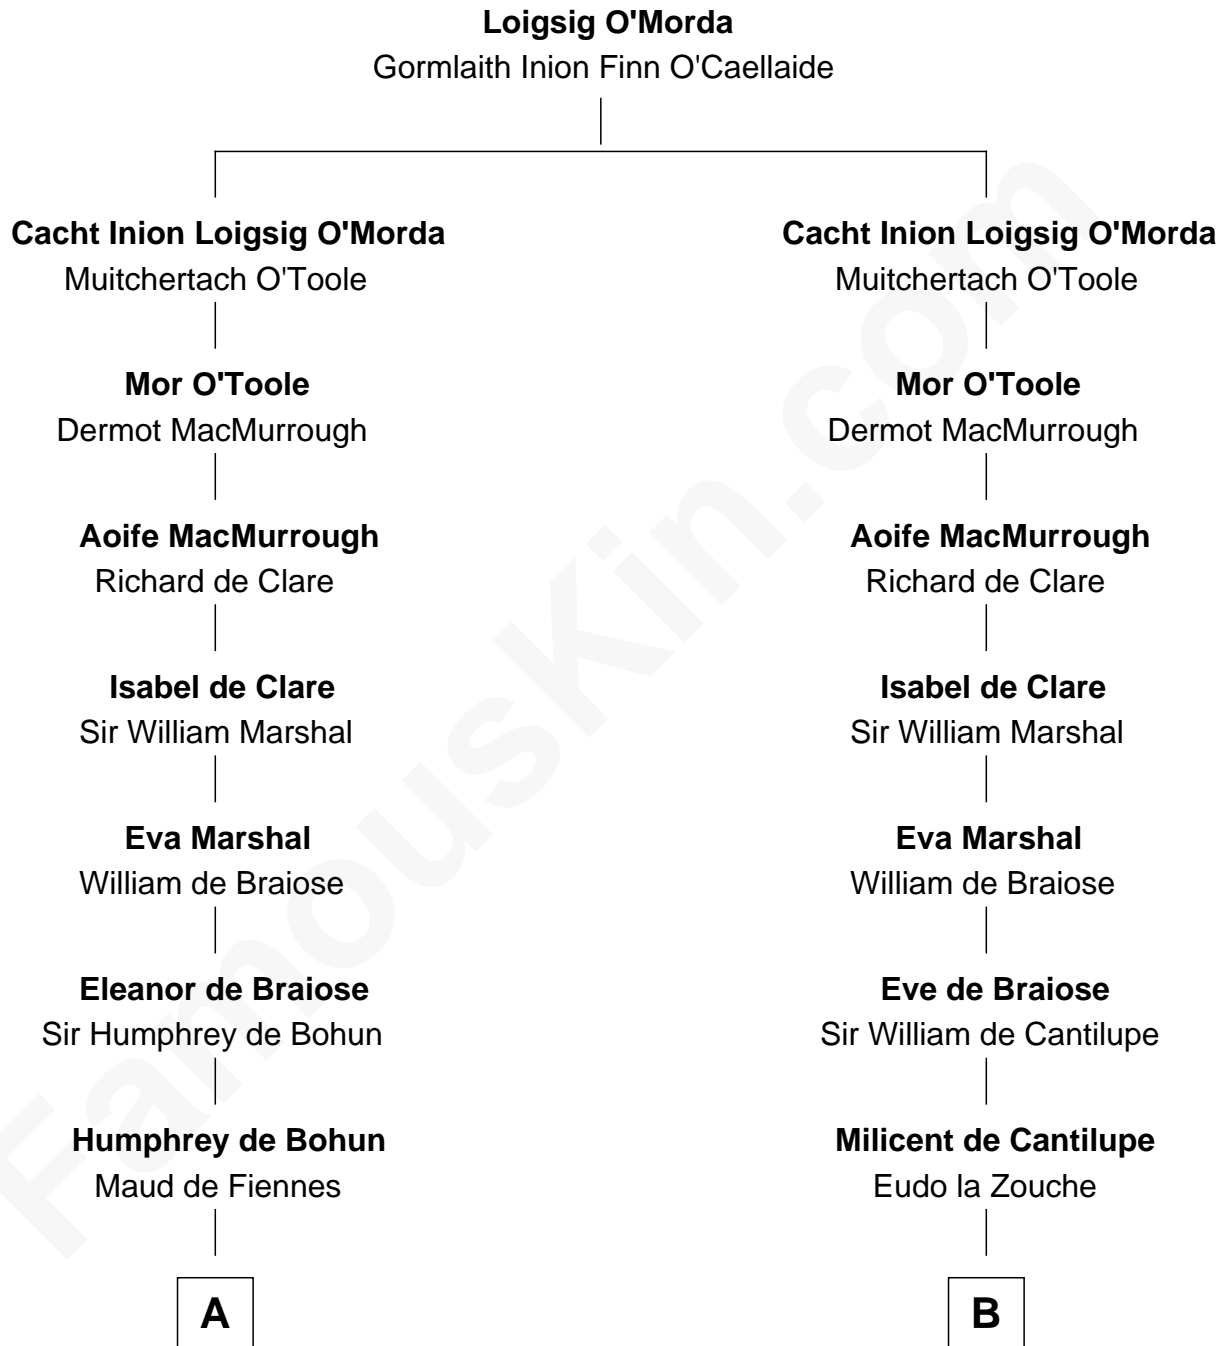 Loigsig O'Morda
Gormlaith Inion Finn O'Caellaide
Cacht Inion Loigsig O'Morda
Muitchertach O'Toole
Mor O'Toole
Dermot MacMurrough
Aoife MacMurrough
Richard de Clare
Isabel de Clare
Sir William Marshal
Eva Marshal
William de Braiose
Eleanor de Braiose
Sir Humphrey de Bohun
Humphrey de Bohun
Maud de Fiennes
A
Cacht Inion Loigsig O'Morda
Muitchertach O'Toole
Mor O'Toole
Dermot MacMurrough
Aoife MacMurrough
Richard de Clare
Isabel de Clare
Sir William Marshal
Eva Marshal
William de Braiose
Eve de Braiose
Sir William de Cantilupe
Milicent de Cantilupe
Eudo la Zouche
B
FamousKin.com